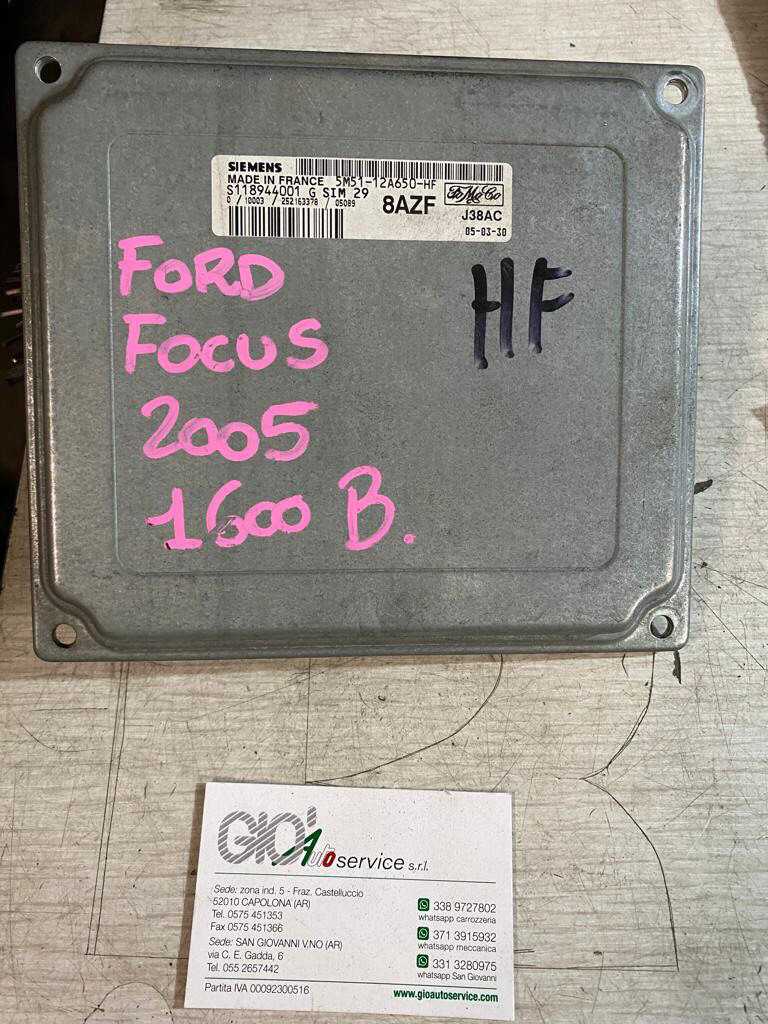 SIEMENS
MADE IN FRANCE 5M51-12A650-HF
S118944001 G SIM 29
0 / 10003 / 252163378 / 05089
8AZF
FoMoCo
J38AC
05-03-30
FORD
FOCUS
2005
1600 B.
HF
GIO' Autoservice s.r.l.
Sede: zona ind. 5 - Fraz. Castelluccio
52010 CAPOLONA (AR)
Tel. 0575 451353
Fax 0575 451366
Sede: SAN GIOVANNI V.NO (AR)
via C. E. Gadda, 6
Tel. 055 2657442
Partita IVA 00092300516
338 9727802
whatsapp carrozzeria
371 3915932
whatsapp meccanica
331 3280975
whatsapp San Giovanni
www.gioautoservice.com